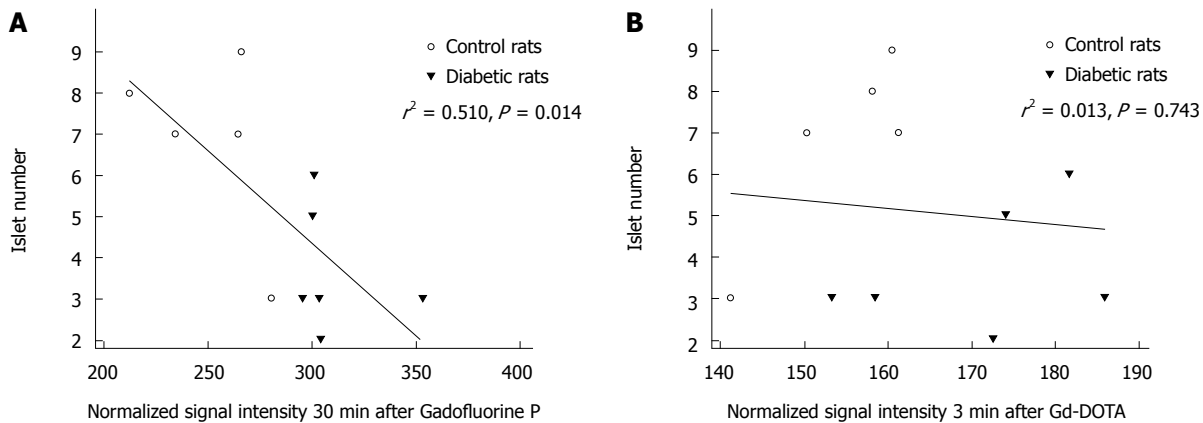 A
Control rats
Diabetic rats
r² = 0.510, P = 0.014
Islet number
9
8
7
6
5
4
3
2
200 250 300 350 400
Normalized signal intensity 30 min after Gadofluorine P
B
Control rats
Diabetic rats
r² = 0.013, P = 0.743
Islet number
9
8
7
6
5
4
3
2
140 150 160 170 180 190
Normalized signal intensity 3 min after Gd-DOTA